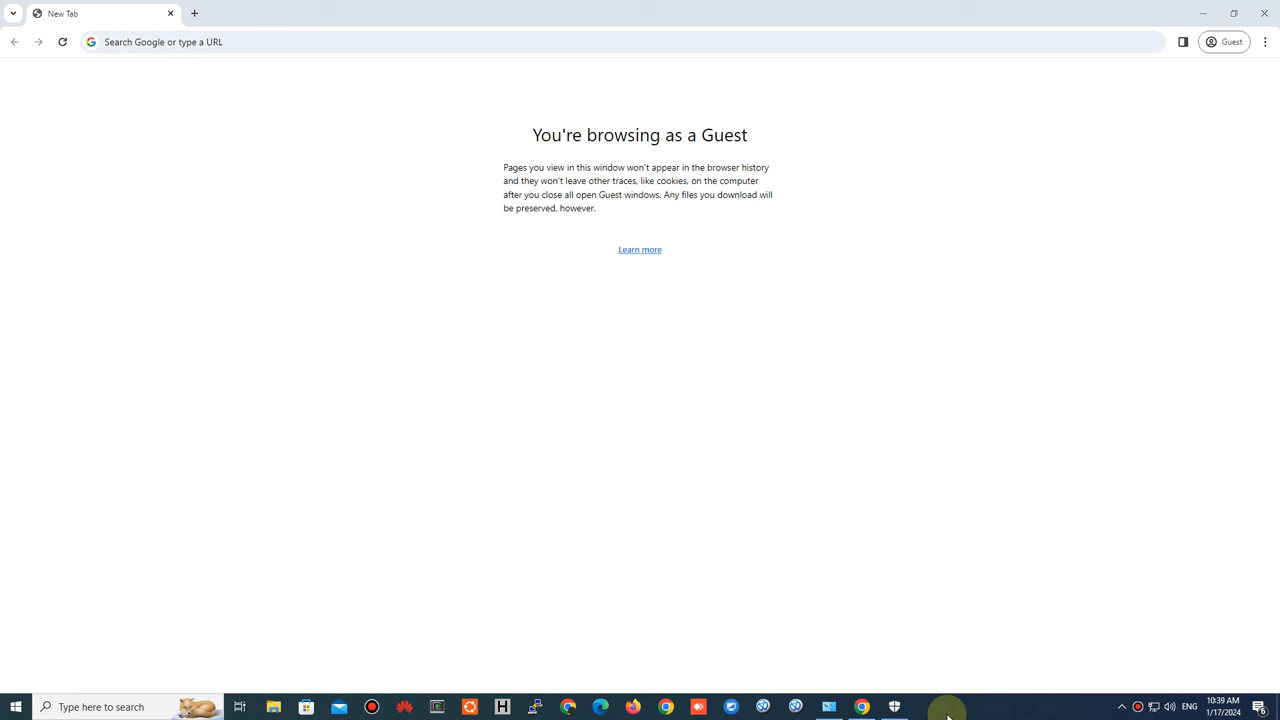 New Tab
Search Google or type a URL
Guest
You're browsing as a Guest
Pages you view in this window won't appear in the browser history
and they won't leave other traces, like cookies, on the computer
after you close all open Guest windows. Any files you download will
be preserved, however.
Learn more
Type here to search
ENG
10:39 AM
1/17/2024